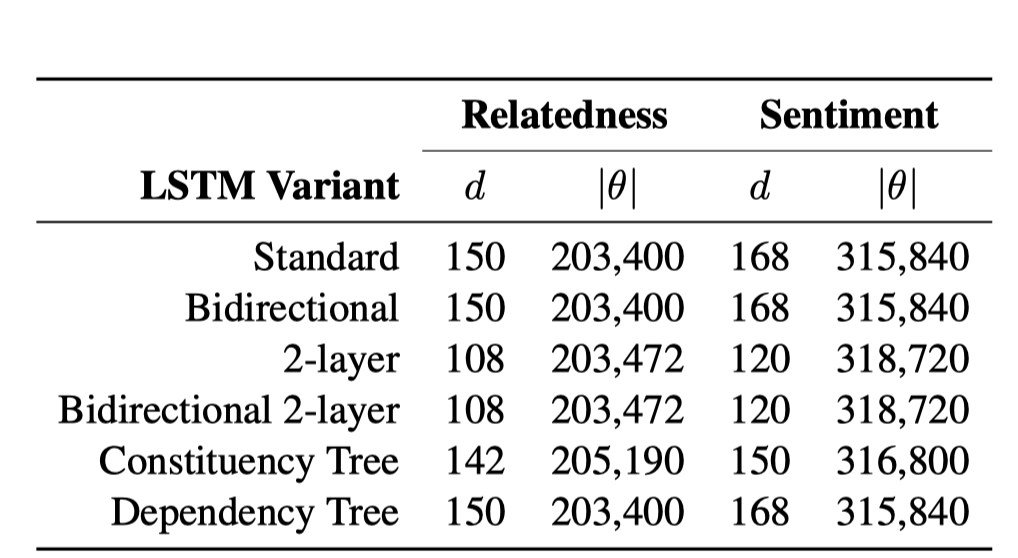 Relatedness Sentiment
LSTM Variant d |θ| d |θ|
Standard 150 203,400 168 315,840
Bidirectional 150 203,400 168 315,840
2-layer 108 203,472 120 318,720
Bidirectional 2-layer 108 203,472 120 318,720
Constituency Tree 142 205,190 150 316,800
Dependency Tree 150 203,400 168 315,840